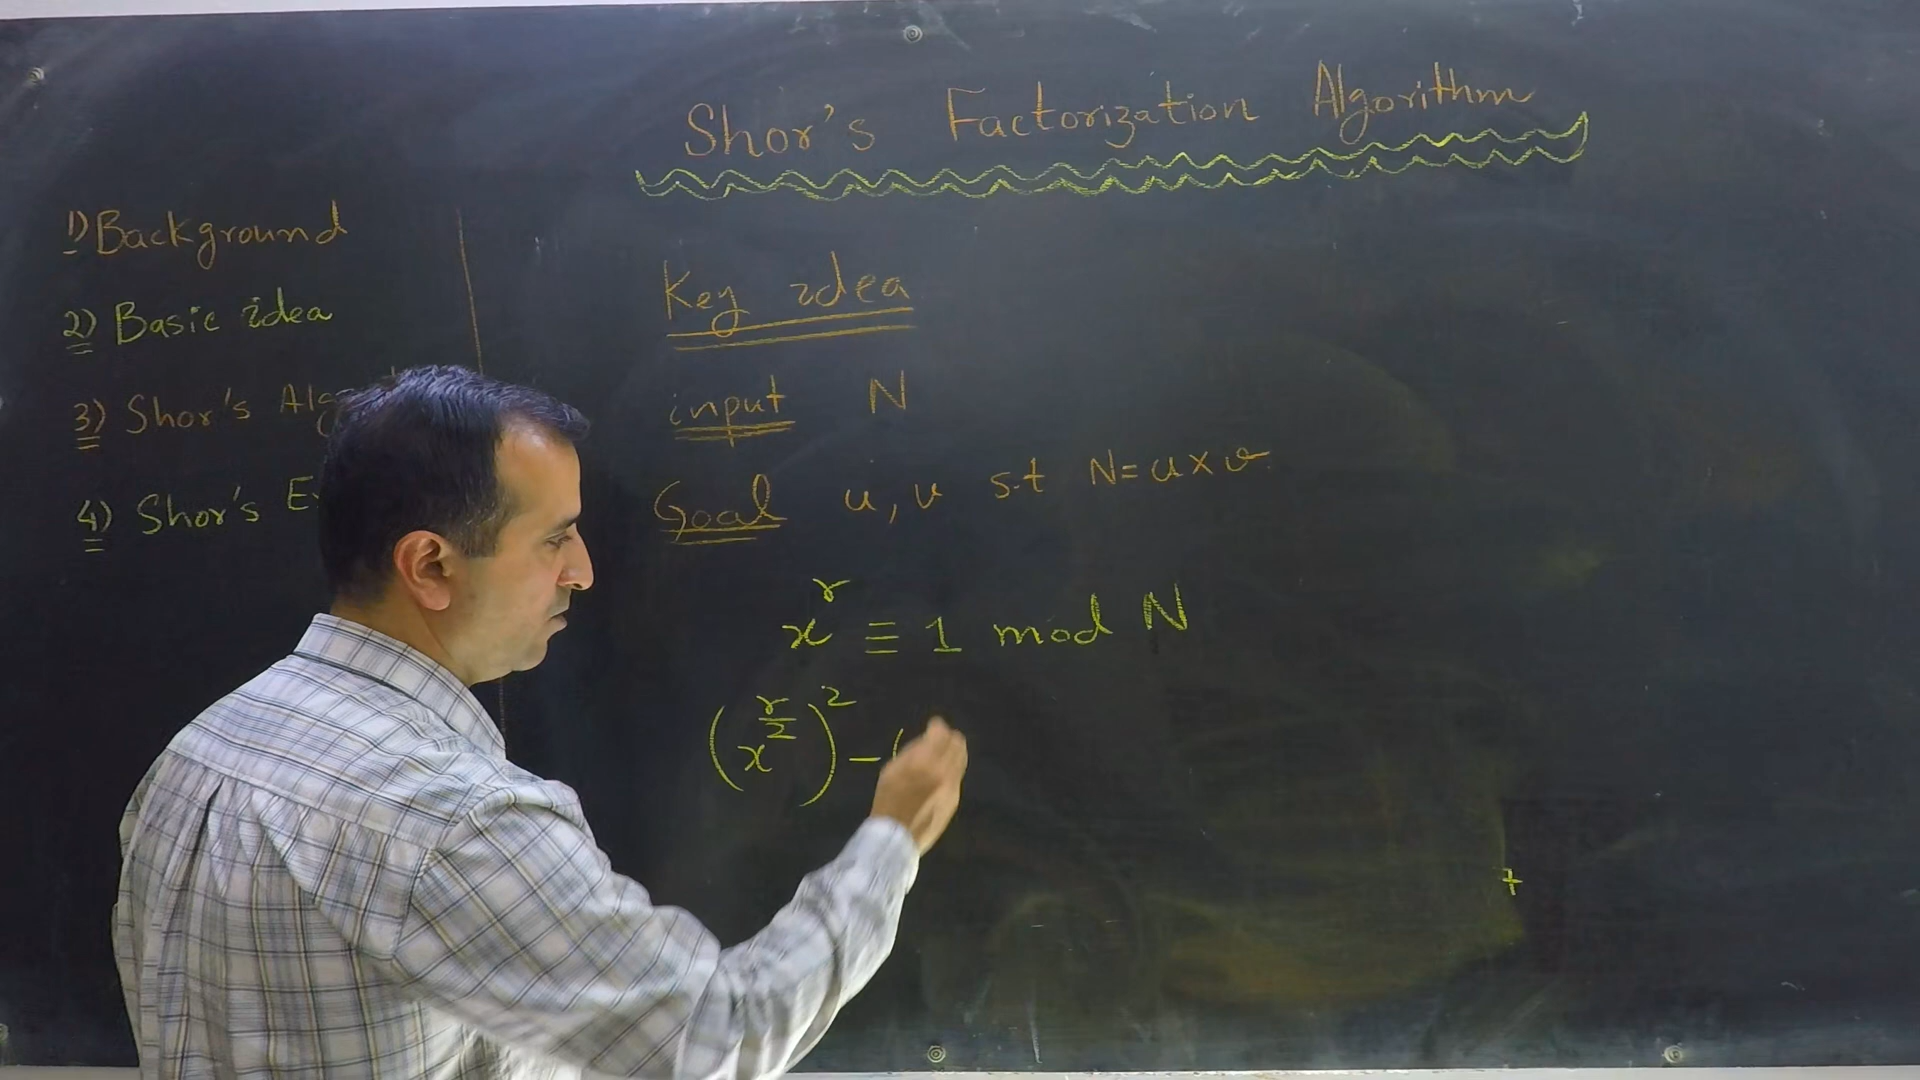 Shor's Factorization Algorithm
1) Background
2) Basic idea
3) Shor's
4) Shor's
Key idea
input N
Goal u, v s.t N=u×v
x^r ≡ 1 mod N
(x^(r/2))^2 - (
7